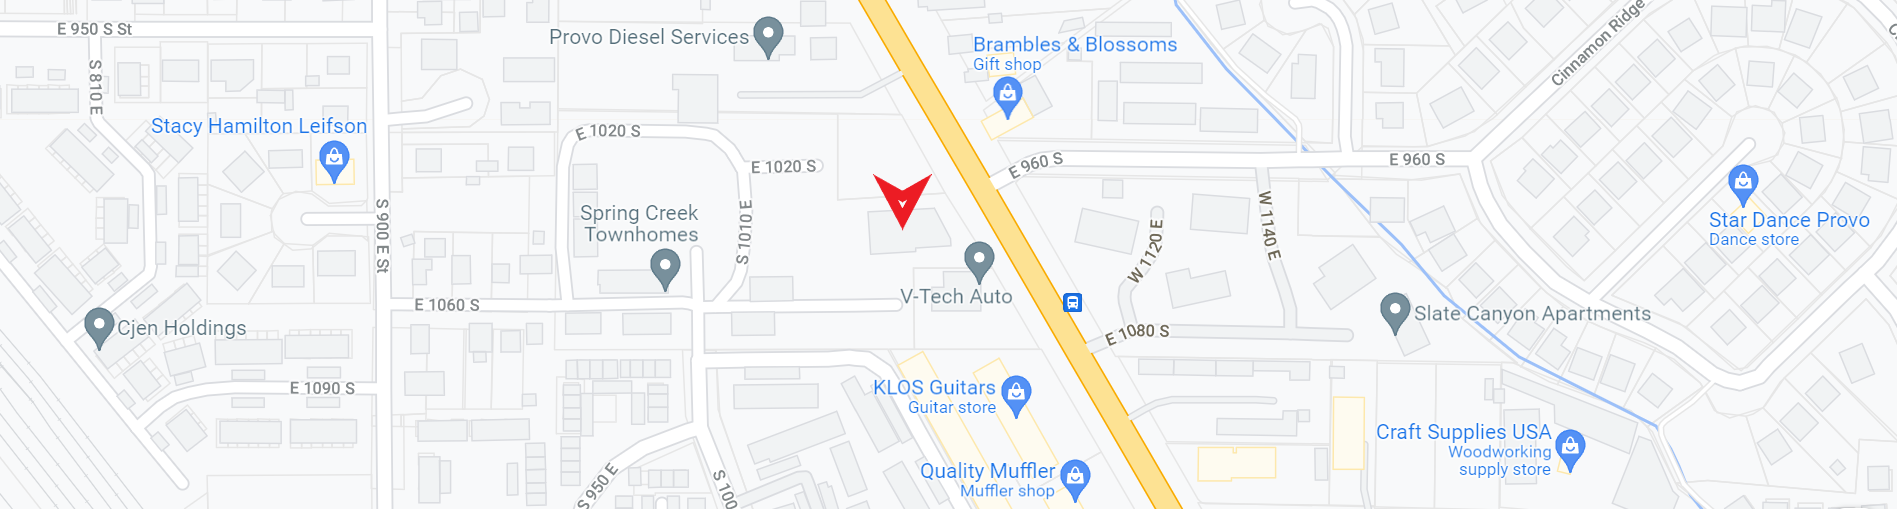 E 950 S St
S 810 E
Provo Diesel Services
Brambles & Blossoms
Gift shop
Cinnamon Ridge
Stacy Hamilton Leifson
E 1020 S
E 1020 S
E 960 S
E 960 S
S 900 E St
Spring Creek
Townhomes
S 1010 E
W 1120 E
W 1140 E
Star Dance Provo
Dance store
E 1060 S
V-Tech Auto
Cjen Holdings
E 1080 S
Slate Canyon Apartments
E 1090 S
KLOS Guitars
Guitar store
Craft Supplies USA
Woodworking
supply store
Quality Muffler
Muffler shop
S 950 E
S 100